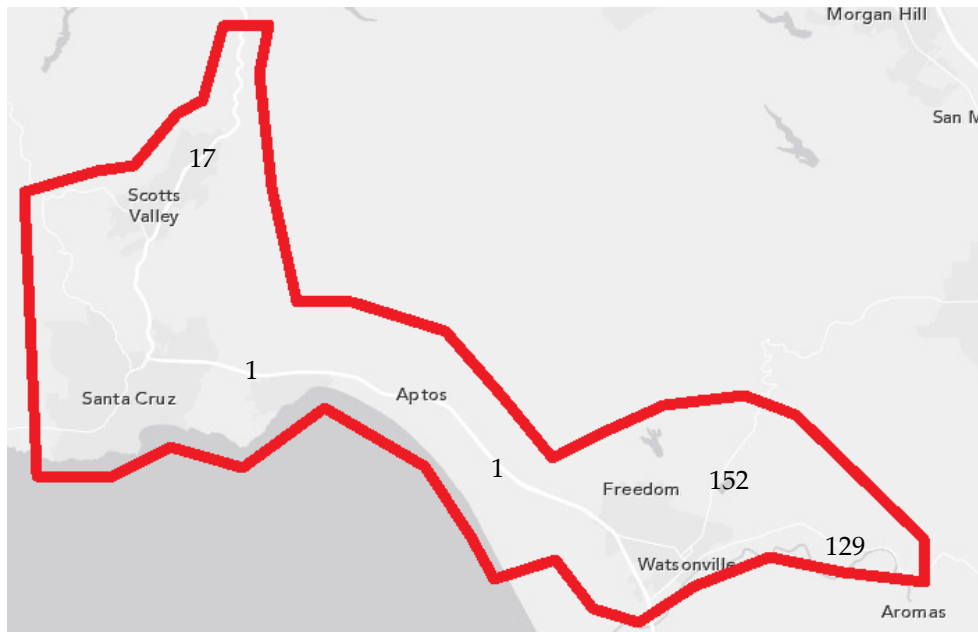 Morgan Hill
San M
17
Scotts
Valley
1
Aptos
Santa Cruz
1
Freedom
152
129
Watsonville
Aromas